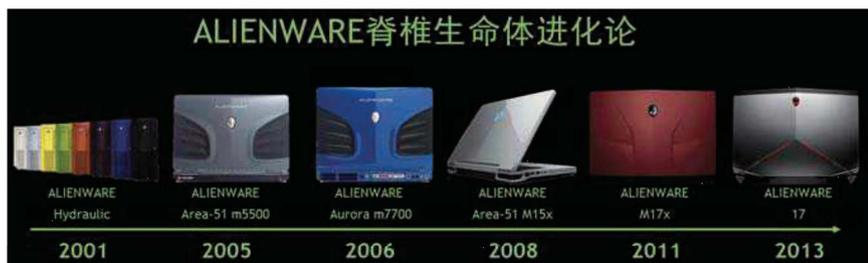 ALIENWARE脊椎生命体进化论
ALIENWARE ALIENWARE ALIENWARE ALIENWARE ALIENWARE ALIENWARE
Hydraulic Area-51 m5500 Aurora m7700 Area-51 M15x M17x 17
2001 2005 2006 2008 2011 2013